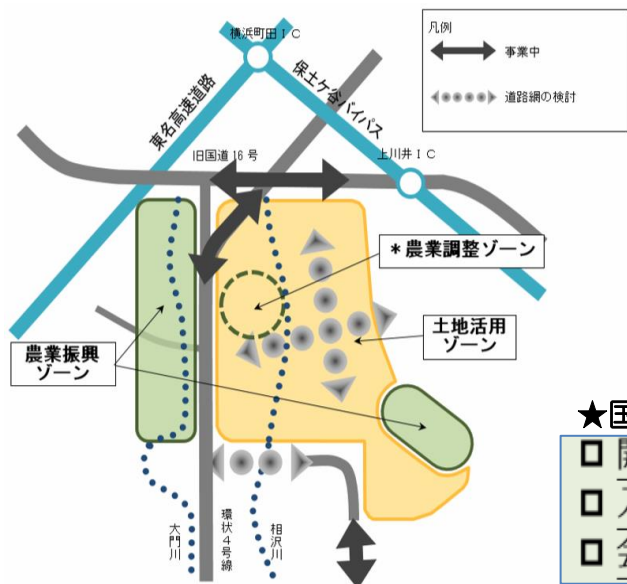 凡例
事業中
道路網の検討
横浜町田IC
東名高速道路
保土ケ谷バイパス
旧国道16号
上川井IC
*農業調整ゾーン
土地活用
ゾーン
農業振興
ゾーン
大門川
環状4号線
相沢川
★国